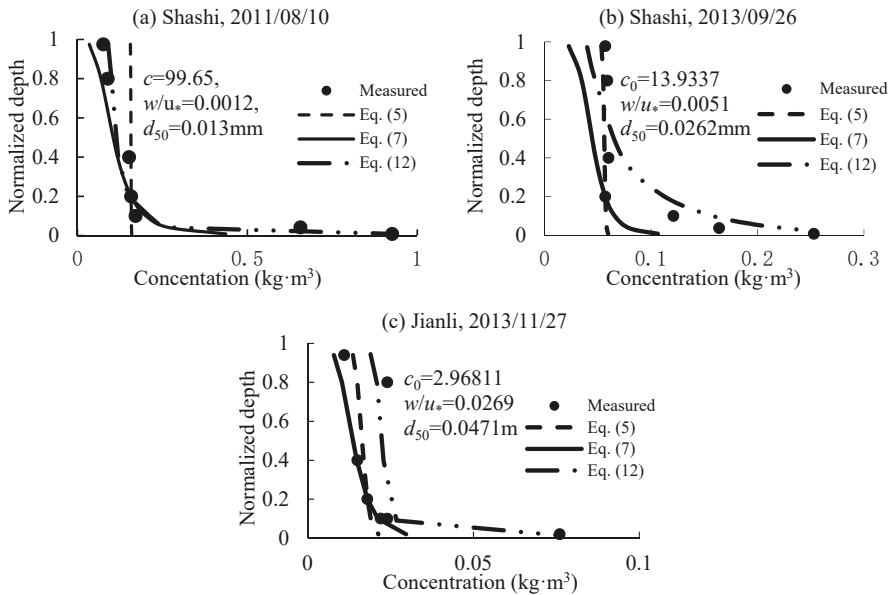 (a) Shashi, 2011/08/10
Normalized depth
1
0.8
0.6
0.4
0.2
0
c=99.65,
w/u*=0.0012,
d50=0.013mm
Measured
Eq. (5)
Eq. (7)
Eq. (12)
0
0.5
1
Concentation (kg·m³)
(b) Shashi, 2013/09/26
Normalized depth
1
0.8
0.6
0.4
0.2
0
c0=13.9337
w/u*=0.0051
d50=0.0262mm
Measured
Eq. (5)
Eq. (7)
Eq. (12)
0
0.1
0.2
0.3
Concentration (kg·m³)
(c) Jianli, 2013/11/27
Normalized depth
1
0.8
0.6
0.4
0.2
0
c0=2.96811
w/u*=0.0269
d50=0.0471m
Measured
Eq. (5)
Eq. (7)
Eq. (12)
0
0.05
0.1
Concentration (kg·m³)